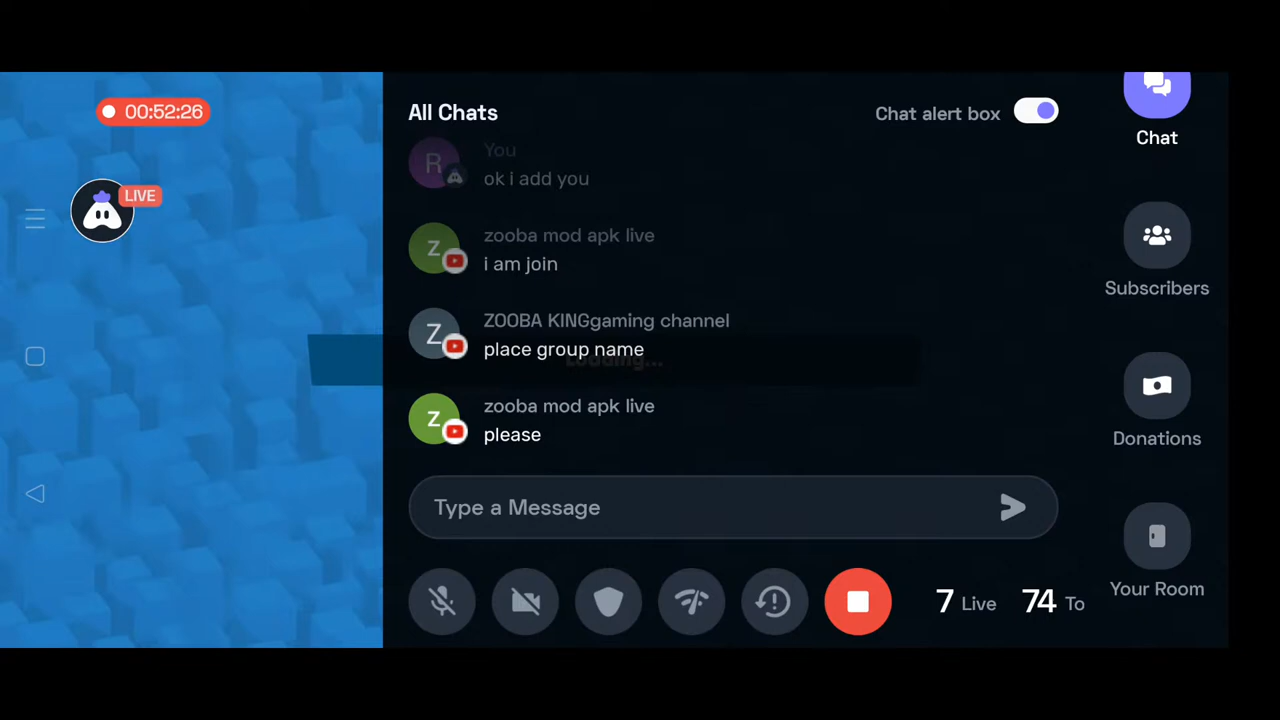 00:52:26
LIVE
All Chats
Chat alert box
Chat
R
You
ok i add you
Z
zooba mod apk live
i am join
Subscribers
Z
ZOOBA KINGgaming channel
place group name
Loading...
Z
zooba mod apk live
please
Donations
Type a Message
7 Live 74 To
Your Room